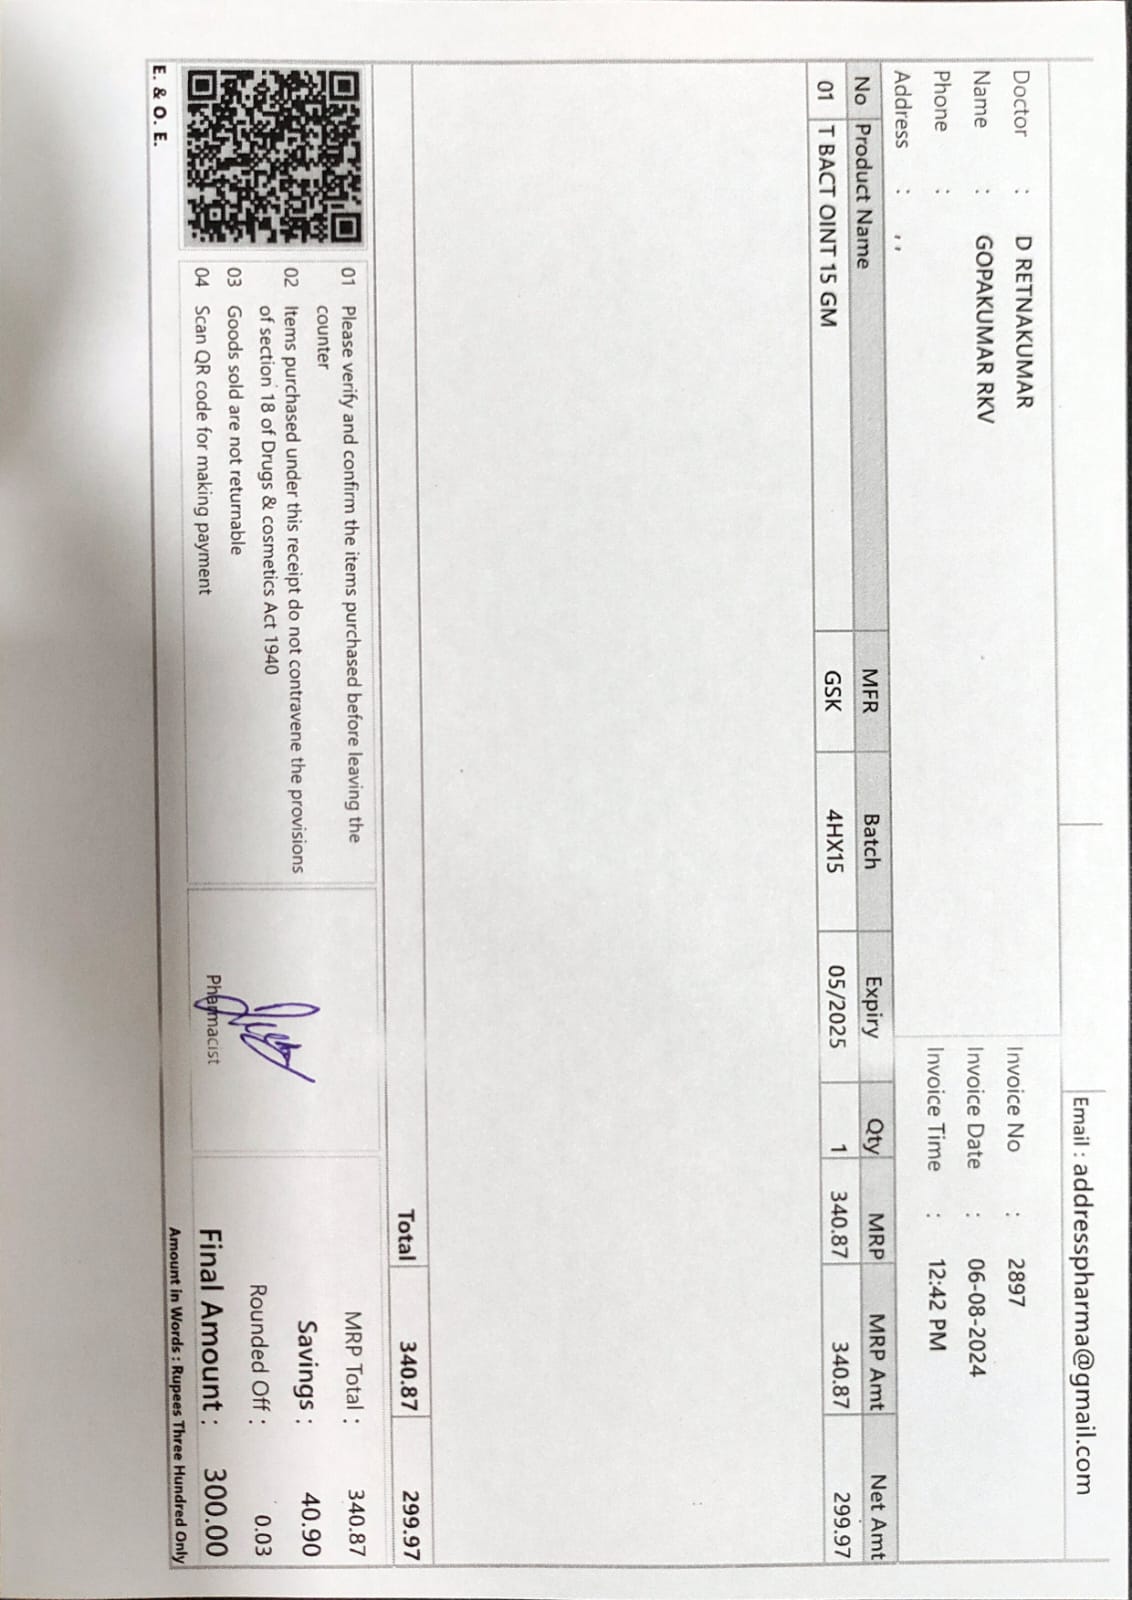 Email : addresspharma@gmail.com
Doctor : D RETNAKUMAR
Name : GOPAKUMAR RKV
Phone :
Address : , ,
Invoice No : 2897
Invoice Date : 06-08-2024
Invoice Time : 12:42 PM
No Product Name MFR Batch Expiry Qty MRP MRP Amt Net Amt
01 T BACT OINT 15 GM GSK 4HX15 05/2025 1 340.87 340.87 299.97
Total 340.87 299.97
01 Please verify and confirm the items purchased before leaving the
counter
02 Items purchased under this receipt do not contravene the provisions
of section 18 of Drugs & cosmetics Act 1940
03 Goods sold are not returnable
04 Scan QR code for making payment
E. & O. E.
Pharmacist
MRP Total : 340.87
Savings : 40.90
Rounded Off : 0.03
Final Amount : 300.00
Amount in Words : Rupees Three Hundred Only